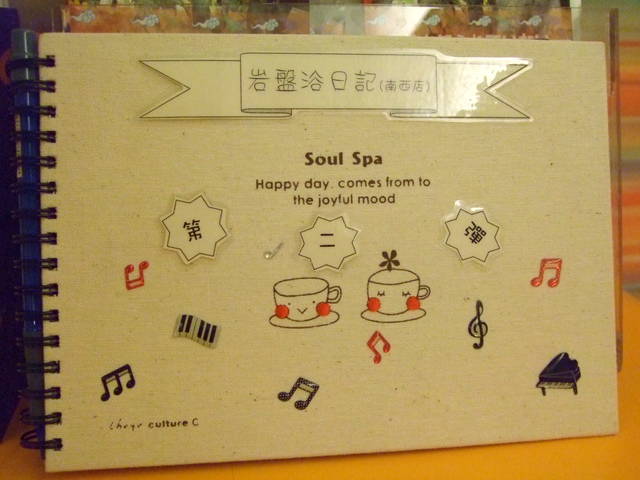 岩盤浴日記(南西店)
Soul Spa
Happy day. comes from to
the joyful mood
第 二 彈
culture C